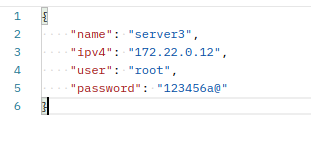 1 {
2     "name": "server3",
3     "ipv4": "172.22.0.12",
4     "user": "root",
5     "password": "123456a@"
6 }